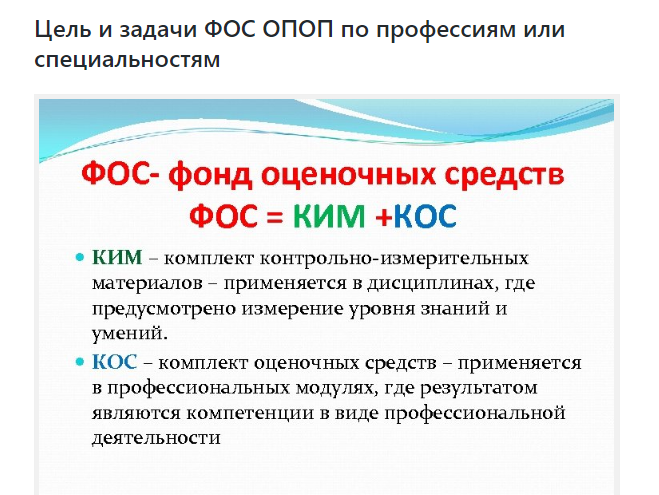 Цель и задачи ФОС ОПОП по профессиям или
специальностям
ФОС- фонд оценочных средств
ФОС = КИМ +КОС
• КИМ – комплект контрольно-измерительных
материалов – применяется в дисциплинах, где
предусмотрено измерение уровня знаний и
умений.
• КОС – комплект оценочных средств – применяется
в профессиональных модулях, где результатом
являются компетенции в виде профессиональной
деятельности